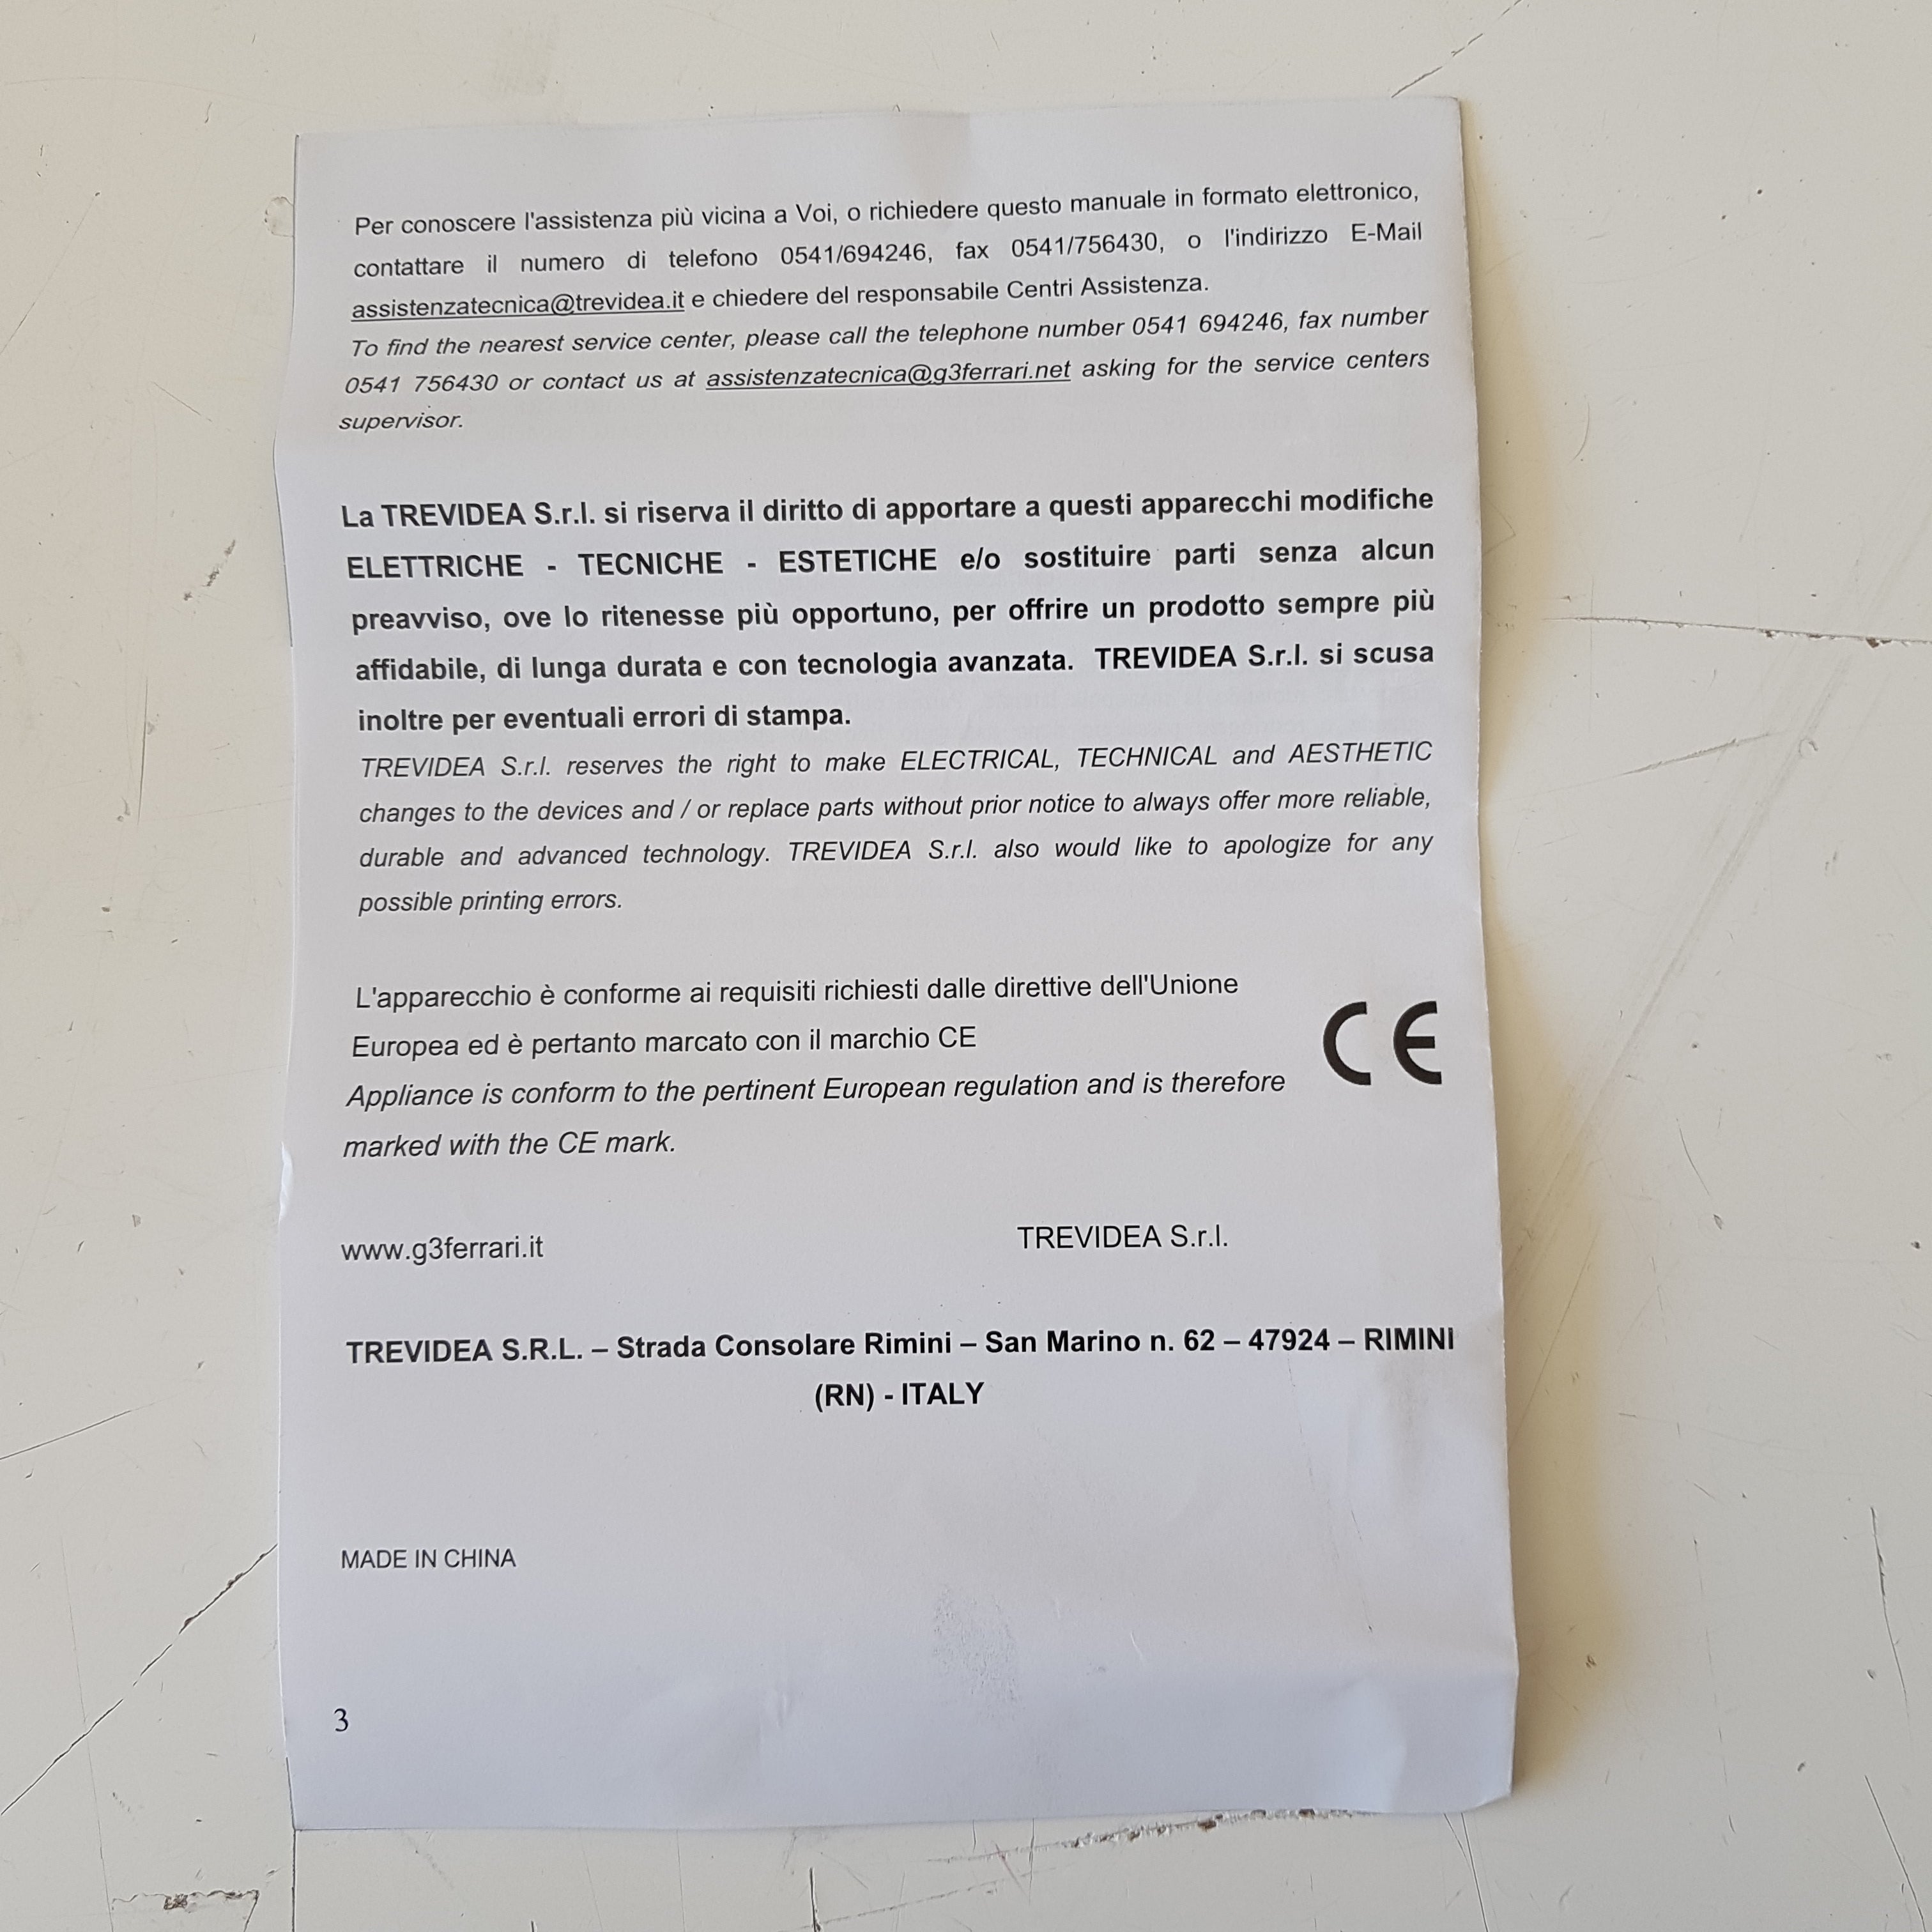 Per conoscere l'assistenza più vicina a Voi, o richiedere questo manuale in formato elettronico,
contattare il numero di telefono 0541/694246, fax 0541/756430, o l'indirizzo E-Mail
assistenzatecnica@trevidea.it e chiedere del responsabile Centri Assistenza.
To find the nearest service center, please call the telephone number 0541 694246, fax number
0541 756430 or contact us at assistenzatecnica@g3ferrari.net asking for the service centers
supervisor.
La TREVIDEA S.r.l. si riserva il diritto di apportare a questi apparecchi modifiche
ELETTRICHE - TECNICHE - ESTETICHE e/o sostituire parti senza alcun
preavviso, ove lo ritenesse più opportuno, per offrire un prodotto sempre più
affidabile, di lunga durata e con tecnologia avanzata. TREVIDEA S.r.l. si scusa
inoltre per eventuali errori di stampa.
TREVIDEA S.r.l. reserves the right to make ELECTRICAL, TECHNICAL and AESTHETIC
changes to the devices and / or replace parts without prior notice to always offer more reliable,
durable and advanced technology. TREVIDEA S.r.l. also would like to apologize for any
possible printing errors.
L'apparecchio è conforme ai requisiti richiesti dalle direttive dell'Unione
Europea ed è pertanto marcato con il marchio CE
Appliance is conform to the pertinent European regulation and is therefore
marked with the CE mark.
CE
www.g3ferrari.it TREVIDEA S.r.l.
TREVIDEA S.R.L. – Strada Consolare Rimini – San Marino n. 62 – 47924 – RIMINI
(RN) - ITALY
MADE IN CHINA
3